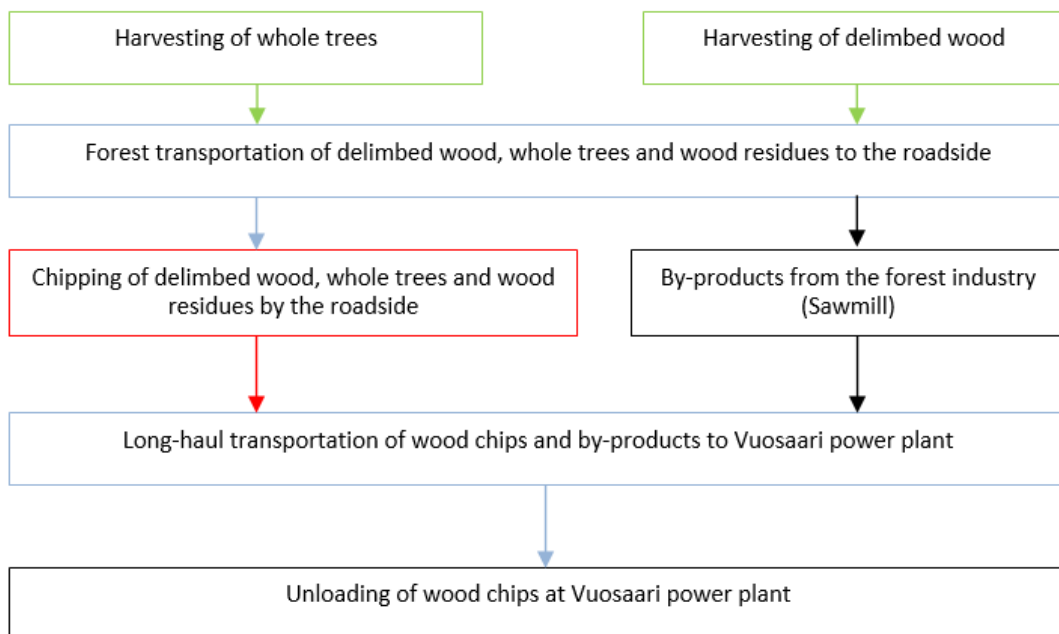 Harvesting of whole trees
Harvesting of delimbed wood
Forest transportation of delimbed wood, whole trees and wood residues to the roadside
Chipping of delimbed wood, whole trees and wood
residues by the roadside
By-products from the forest industry
(Sawmill)
Long-haul transportation of wood chips and by-products to Vuosaari power plant
Unloading of wood chips at Vuosaari power plant